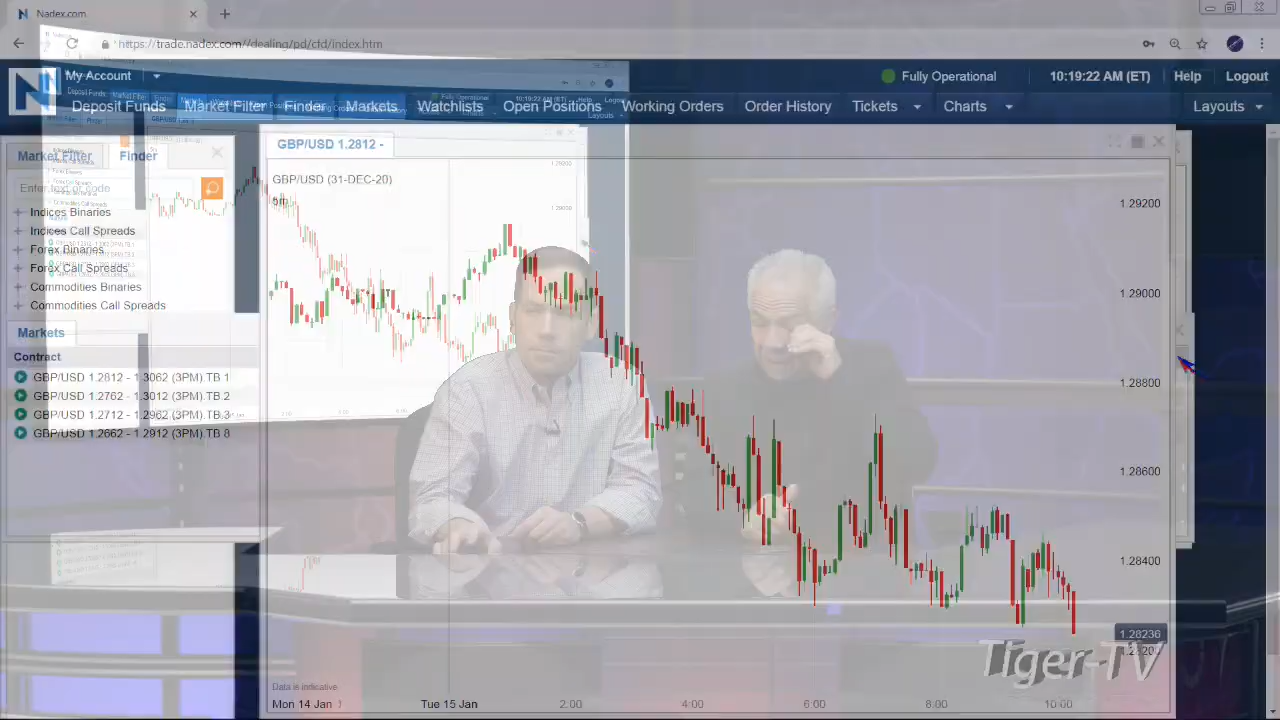 Nadex.com
https://trade.nadex.com//dealing/pd/cfd/index.htm
N My Account Fully Operational 10:19:22 AM (ET) Help Logout
Deposit Funds Market Filter Finder Markets Watchlists Open Positions Working Orders Order History Tickets Charts Layouts
Market Filter Finder
Enter text or code
Indices Binaries
Indices Call Spreads
Forex Binaries
Forex Call Spreads
Commodities Binaries
Commodities Call Spreads
Markets
Contract
GBP/USD 1.2812 - 1.3062 (3PM).TB.1
GBP/USD 1.2762 - 1.3012 (3PM).TB.2
GBP/USD 1.2712 - 1.2962 (3PM).TB.3
GBP/USD 1.2662 - 1.2912 (3PM).TB 8
GBP/USD 1.2812 -
GBP/USD (31-DEC-20)
5m
1.29200
1.29000
1.28800
1.28600
1.28400
1.28236
Data is indicative
Mon 14 Jan Tue 15 Jan 2:00 4:00 6:00 8:00 10:00
Tiger-TV